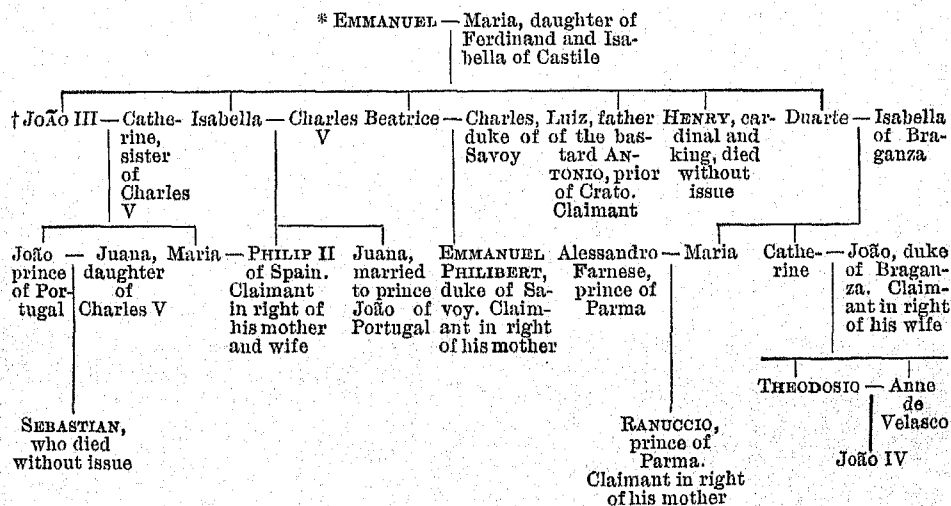 * EMMANUEL — Maria, daughter of
Ferdinand and Isa-
bella of Castile
† JOÃO III — Cathe-
rine,
sister
of
Charles
V
Isabella — Charles
V
Beatrice — Charles,
duke of
Savoy
Luiz, father
of the bas-
tard AN-
TONIO, prior
of Crato.
Claimant
HENRY, car-
dinal and
king, died
without
issue
Duarte — Isabella
of Bra-
ganza
João
prince
of Por-
tugal
— Juana,
daughter
of
Charles V
Maria — PHILIP II
of Spain.
Claimant
in right of
his mother
and wife
Juana,
married
to prince
João of
Portugal
EMMANUEL
PHILIBERT,
duke of Sa-
voy. Claim-
ant in right
of his mother
Alessandro — Maria
Farnese,
prince of
Parma
Cathe-
rine
— João, duke
of Bragan-
za. Claim-
ant in right
of his wife
SEBASTIAN,
who died
without issue
RANUCCIO,
prince of
Parma.
Claimant in right
of his mother
THEODOSIO — Anne
de
Velasco
João IV